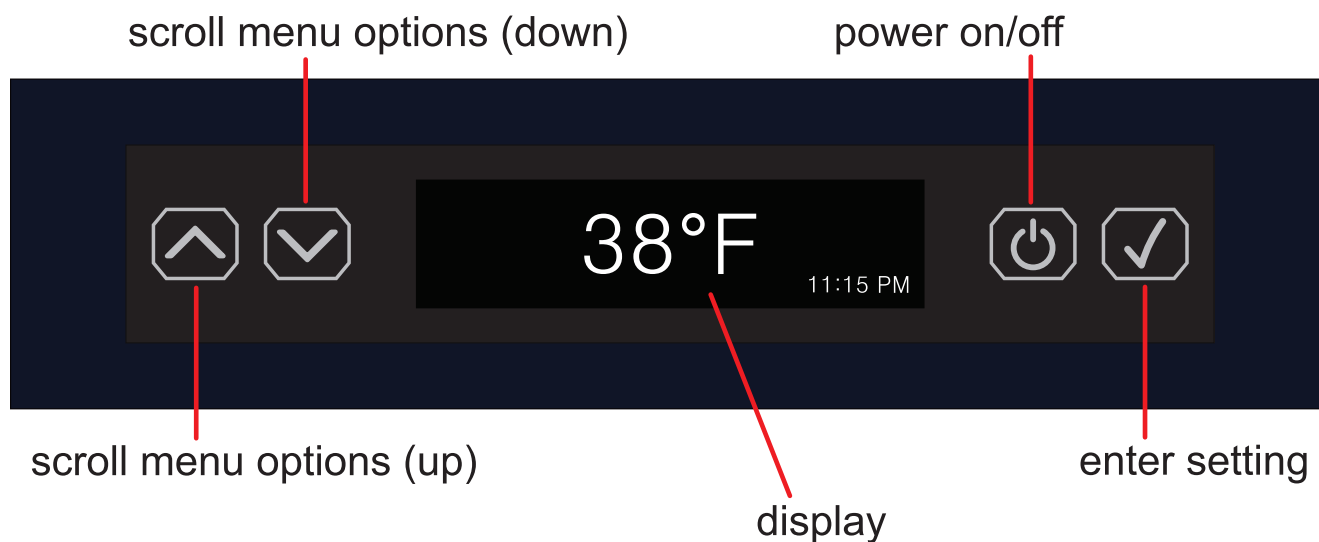 scroll menu options (down)
power on/off
38°F
11:15 PM
scroll menu options (up)
enter setting
display